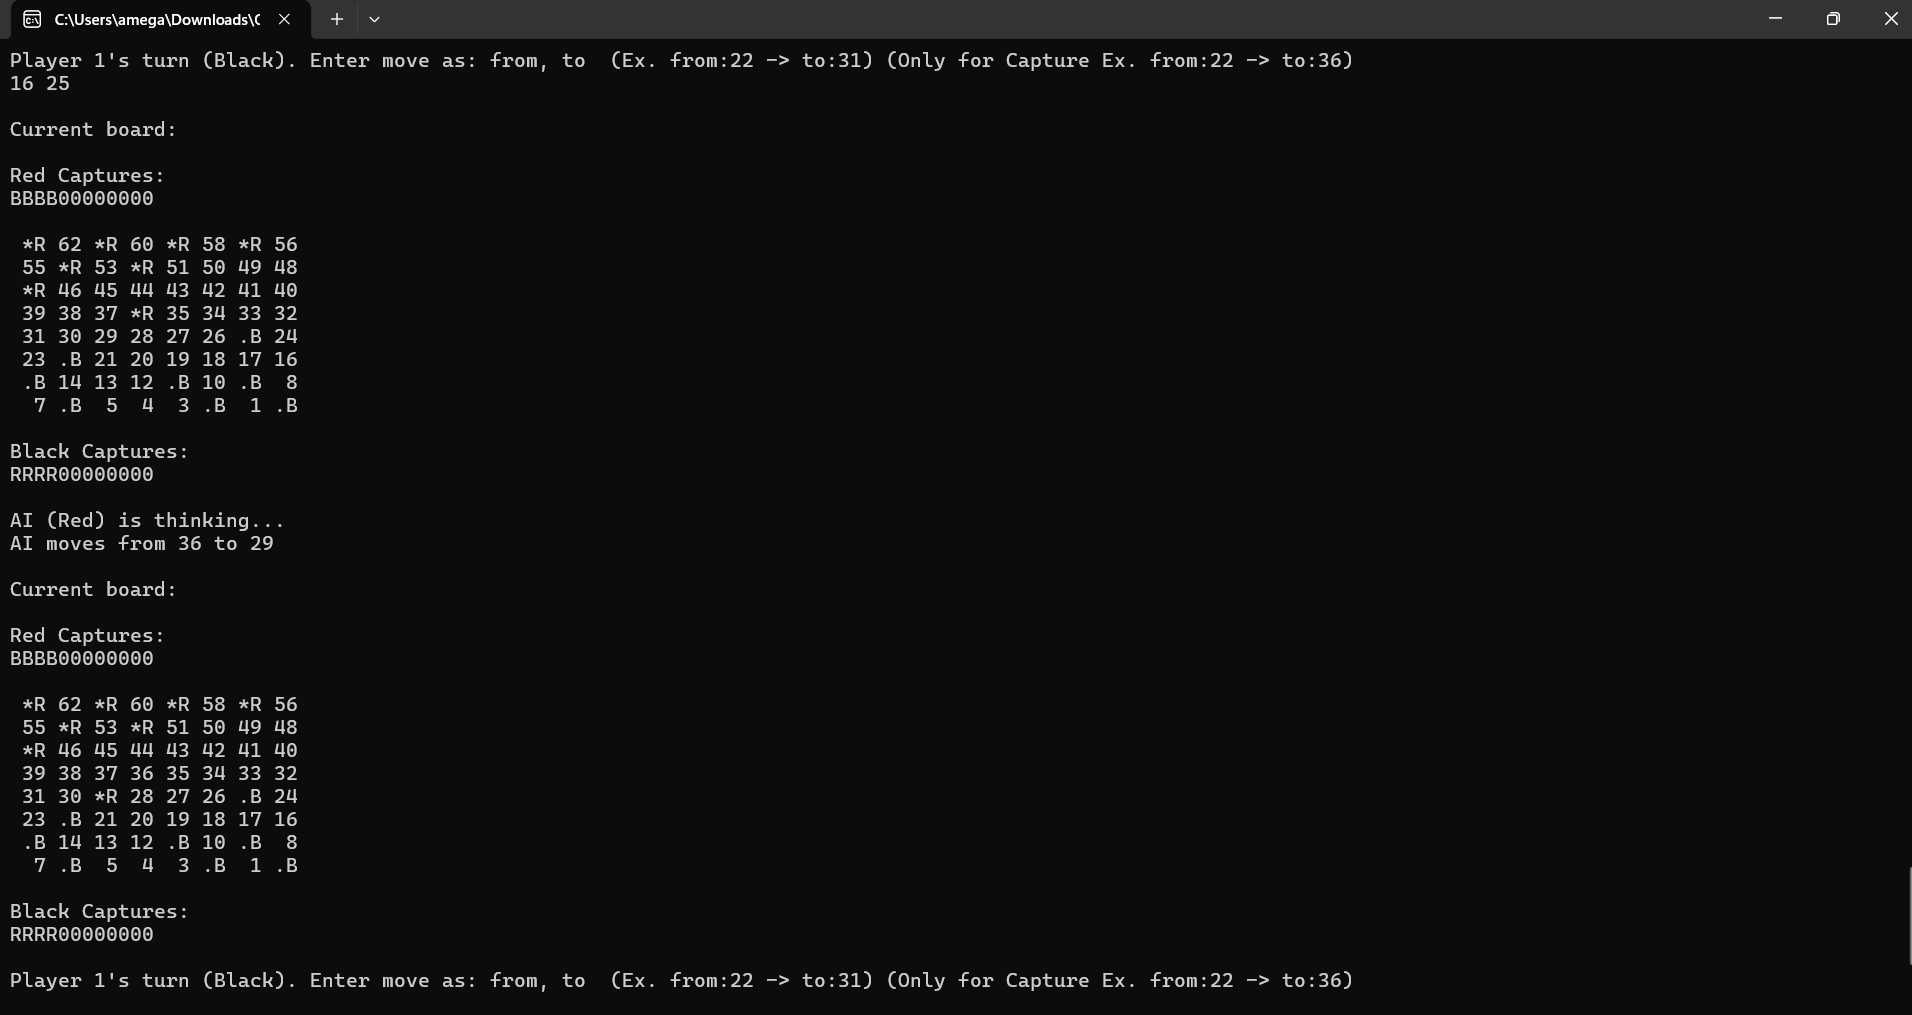 C:\Users\amega\Downloads\C
Player 1's turn (Black). Enter move as: from, to  (Ex. from:22 -> to:31) (Only for Capture Ex. from:22 -> to:36)
16 25
Current board:
Red Captures:
BBBB00000000
 *R 62 *R 60 *R 58 *R 56
 55 *R 53 *R 51 50 49 48
 *R 46 45 44 43 42 41 40
 39 38 37 *R 35 34 33 32
 31 30 29 28 27 26 .B 24
 23 .B 21 20 19 18 17 16
 .B 14 13 12 .B 10 .B  8
  7 .B  5  4  3 .B  1 .B
Black Captures:
RRRR00000000
AI (Red) is thinking...
AI moves from 36 to 29
Current board:
Red Captures:
BBBB00000000
 *R 62 *R 60 *R 58 *R 56
 55 *R 53 *R 51 50 49 48
 *R 46 45 44 43 42 41 40
 39 38 37 36 35 34 33 32
 31 30 *R 28 27 26 .B 24
 23 .B 21 20 19 18 17 16
 .B 14 13 12 .B 10 .B  8
  7 .B  5  4  3 .B  1 .B
Black Captures:
RRRR00000000
Player 1's turn (Black). Enter move as: from, to  (Ex. from:22 -> to:31) (Only for Capture Ex. from:22 -> to:36)